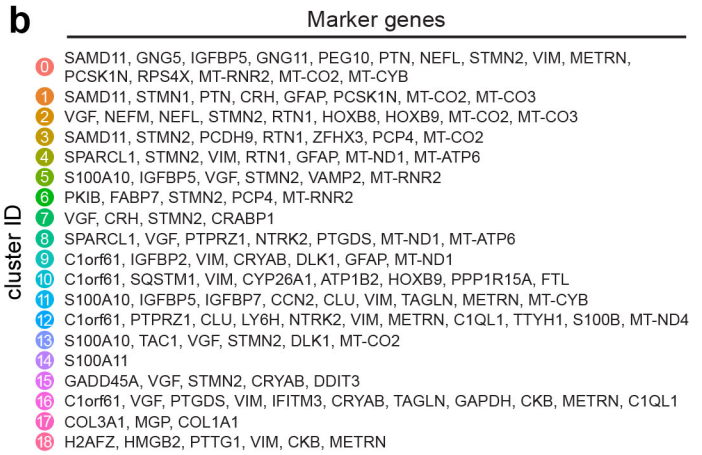 b
Marker genes
cluster ID
0 SAMD11, GNG5, IGFBP5, GNG11, PEG10, PTN, NEFL, STMN2, VIM, METRN,
PCSK1N, RPS4X, MT-RNR2, MT-CO2, MT-CYB
1 SAMD11, STMN1, PTN, CRH, GFAP, PCSK1N, MT-CO2, MT-CO3
2 VGF, NEFM, NEFL, STMN2, RTN1, HOXB8, HOXB9, MT-CO2, MT-CO3
3 SAMD11, STMN2, PCDH9, RTN1, ZFHX3, PCP4, MT-CO2
4 SPARCL1, STMN2, VIM, RTN1, GFAP, MT-ND1, MT-ATP6
5 S100A10, IGFBP5, VGF, STMN2, VAMP2, MT-RNR2
6 PKIB, FABP7, STMN2, PCP4, MT-RNR2
7 VGF, CRH, STMN2, CRABP1
8 SPARCL1, VGF, PTPRZ1, NTRK2, PTGDS, MT-ND1, MT-ATP6
9 C1orf61, IGFBP2, VIM, CRYAB, DLK1, GFAP, MT-ND1
10 C1orf61, SQSTM1, VIM, CYP26A1, ATP1B2, HOXB9, PPP1R15A, FTL
11 S100A10, IGFBP5, IGFBP7, CCN2, CLU, VIM, TAGLN, METRN, MT-CYB
12 C1orf61, PTPRZ1, CLU, LY6H, NTRK2, VIM, METRN, C1QL1, TTYH1, S100B, MT-ND4
13 S100A10, TAC1, VGF, STMN2, DLK1, MT-CO2
14 S100A11
15 GADD45A, VGF, STMN2, CRYAB, DDIT3
16 C1orf61, VGF, PTGDS, VIM, IFITM3, CRYAB, TAGLN, GAPDH, CKB, METRN, C1QL1
17 COL3A1, MGP, COL1A1
18 H2AFZ, HMGB2, PTTG1, VIM, CKB, METRN